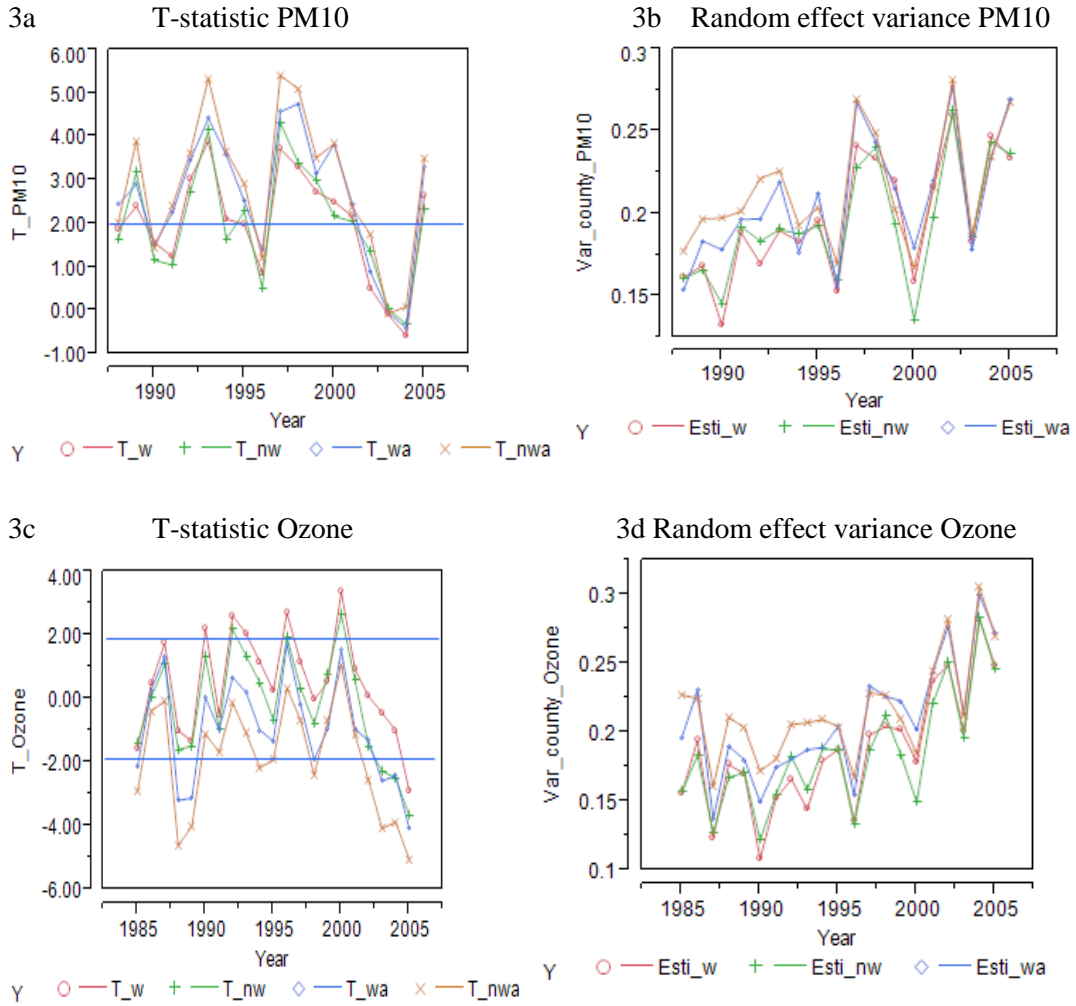 3a T-statistic PM10
6.00
5.00
4.00
3.00
2.00
1.00
0.00
-1.00
T_PM10
1990 1995 2000 2005
Year
Y T_w T_nw T_wa T_nwa
3b Random effect variance PM10
0.3
0.25
0.2
0.15
Var_county_PM10
1990 1995 2000 2005
Year
Y Esti_w Esti_nw Esti_wa
3c T-statistic Ozone
4.00
2.00
0.00
-2.00
-4.00
-6.00
T_Ozone
1985 1990 1995 2000 2005
Year
Y T_w T_nw T_wa T_nwa
3d Random effect variance Ozone
0.3
0.25
0.2
0.15
0.1
Var_county_Ozone
1985 1990 1995 2000 2005
Year
Y Esti_w Esti_nw Esti_wa